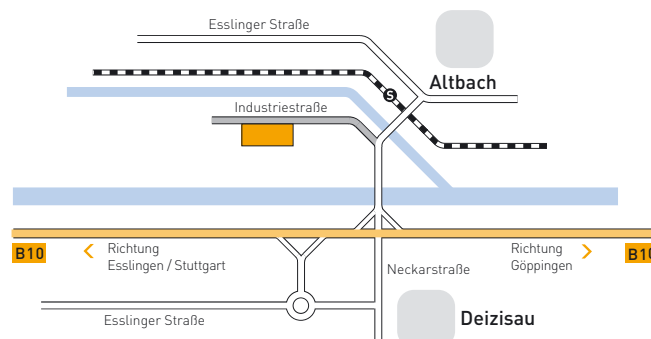 Esslinger Straße
Altbach
S
Industriestraße
B10
Richtung
Esslingen / Stuttgart
Richtung
Göppingen
B10
Neckarstraße
Esslinger Straße
Deizisau